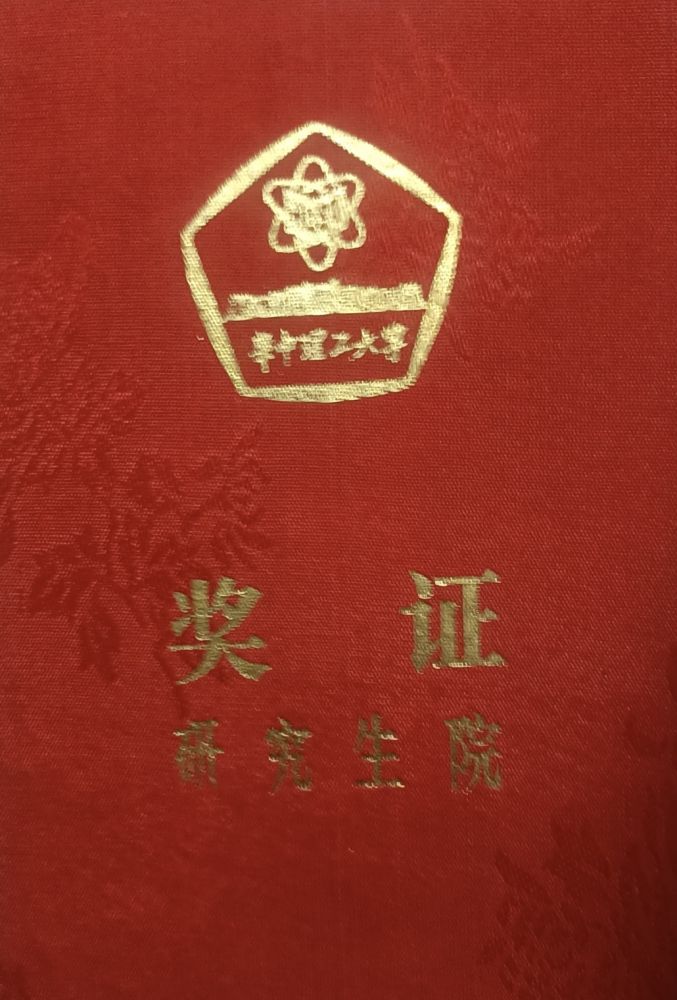 华中理工大学
奖证
研究生院